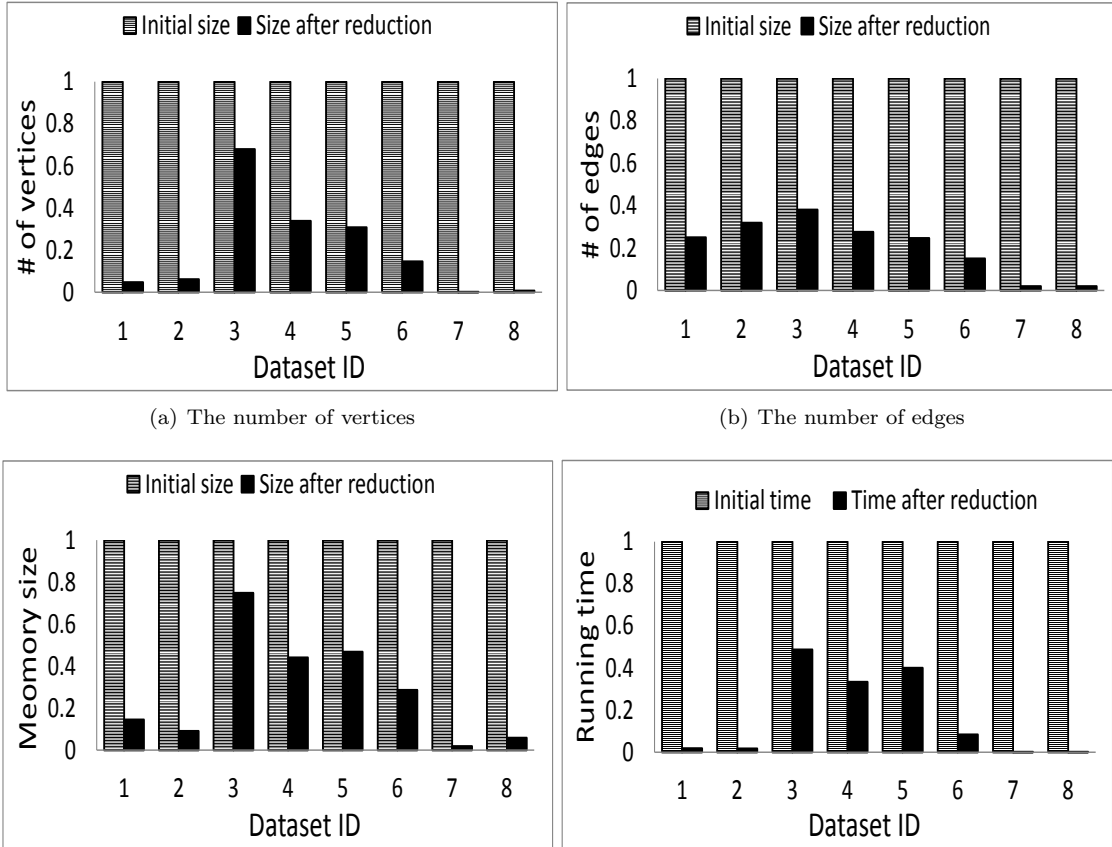 Initial size Size after reduction
# of vertices
1
0.8
0.6
0.4
0.2
0
1 2 3 4 5 6 7 8
Dataset ID
(a) The number of vertices
Initial size Size after reduction
# of edges
1
0.8
0.6
0.4
0.2
0
1 2 3 4 5 6 7 8
Dataset ID
(b) The number of edges
Initial size Size after reduction
Meomory size
1
0.8
0.6
0.4
0.2
0
1 2 3 4 5 6 7 8
Dataset ID
Initial time Time after reduction
Running time
1
0.8
0.6
0.4
0.2
0
1 2 3 4 5 6 7 8
Dataset ID